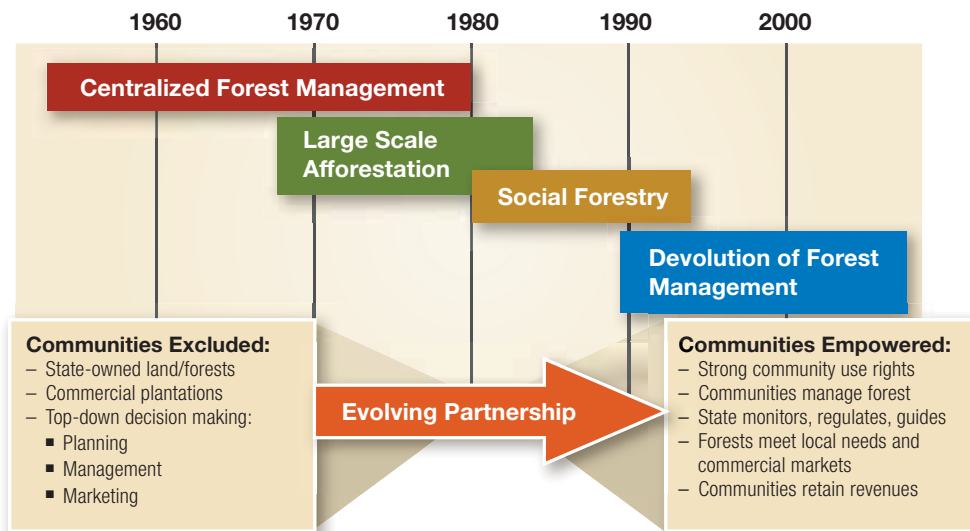 1960 1970 1980 1990 2000
Centralized Forest Management
Large Scale
Afforestation
Social Forestry
Devolution of Forest
Management
Communities Excluded:
– State-owned land/forests
– Commercial plantations
– Top-down decision making:
■ Planning
■ Management
■ Marketing
Evolving Partnership
Communities Empowered:
– Strong community use rights
– Communities manage forest
– State monitors, regulates, guides
– Forests meet local needs and
commercial markets
– Communities retain revenues